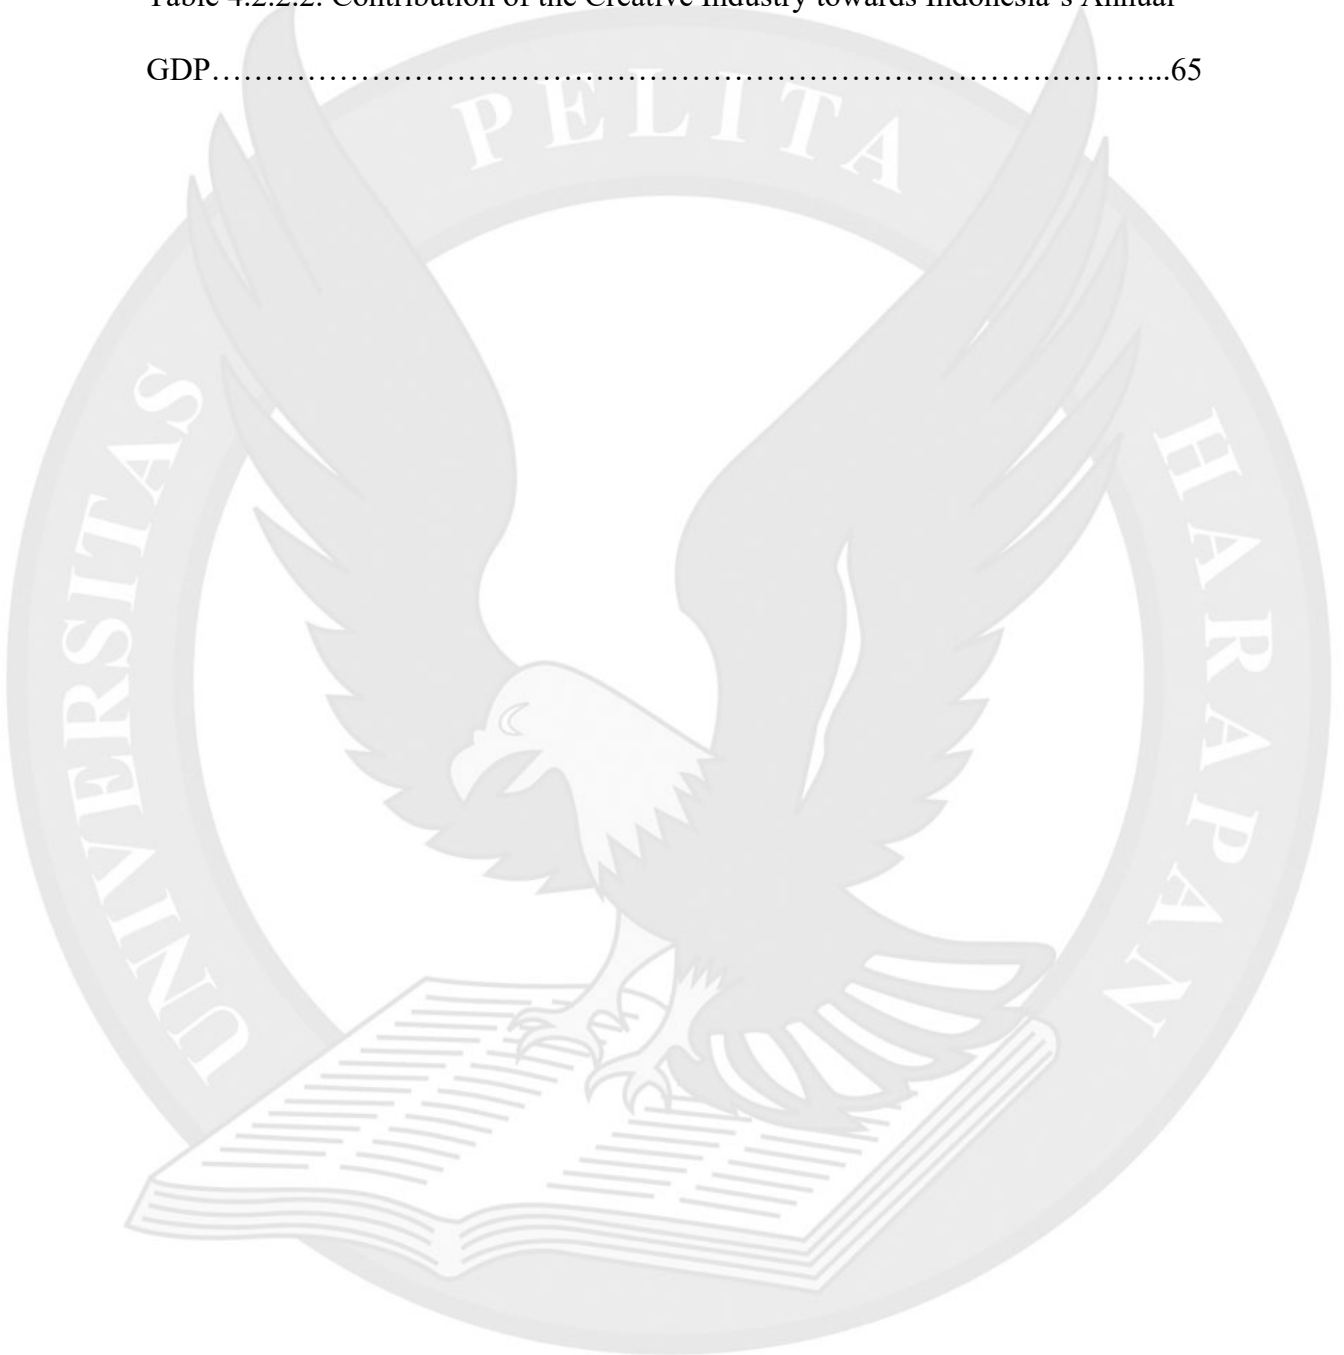 Table 4.2.2.2. Contribution of the Creative Industry towards Indonesia's Annual
GDP……………………………………………………………………….………...65
PELITA
UNIVERSITAS
HARAPAN